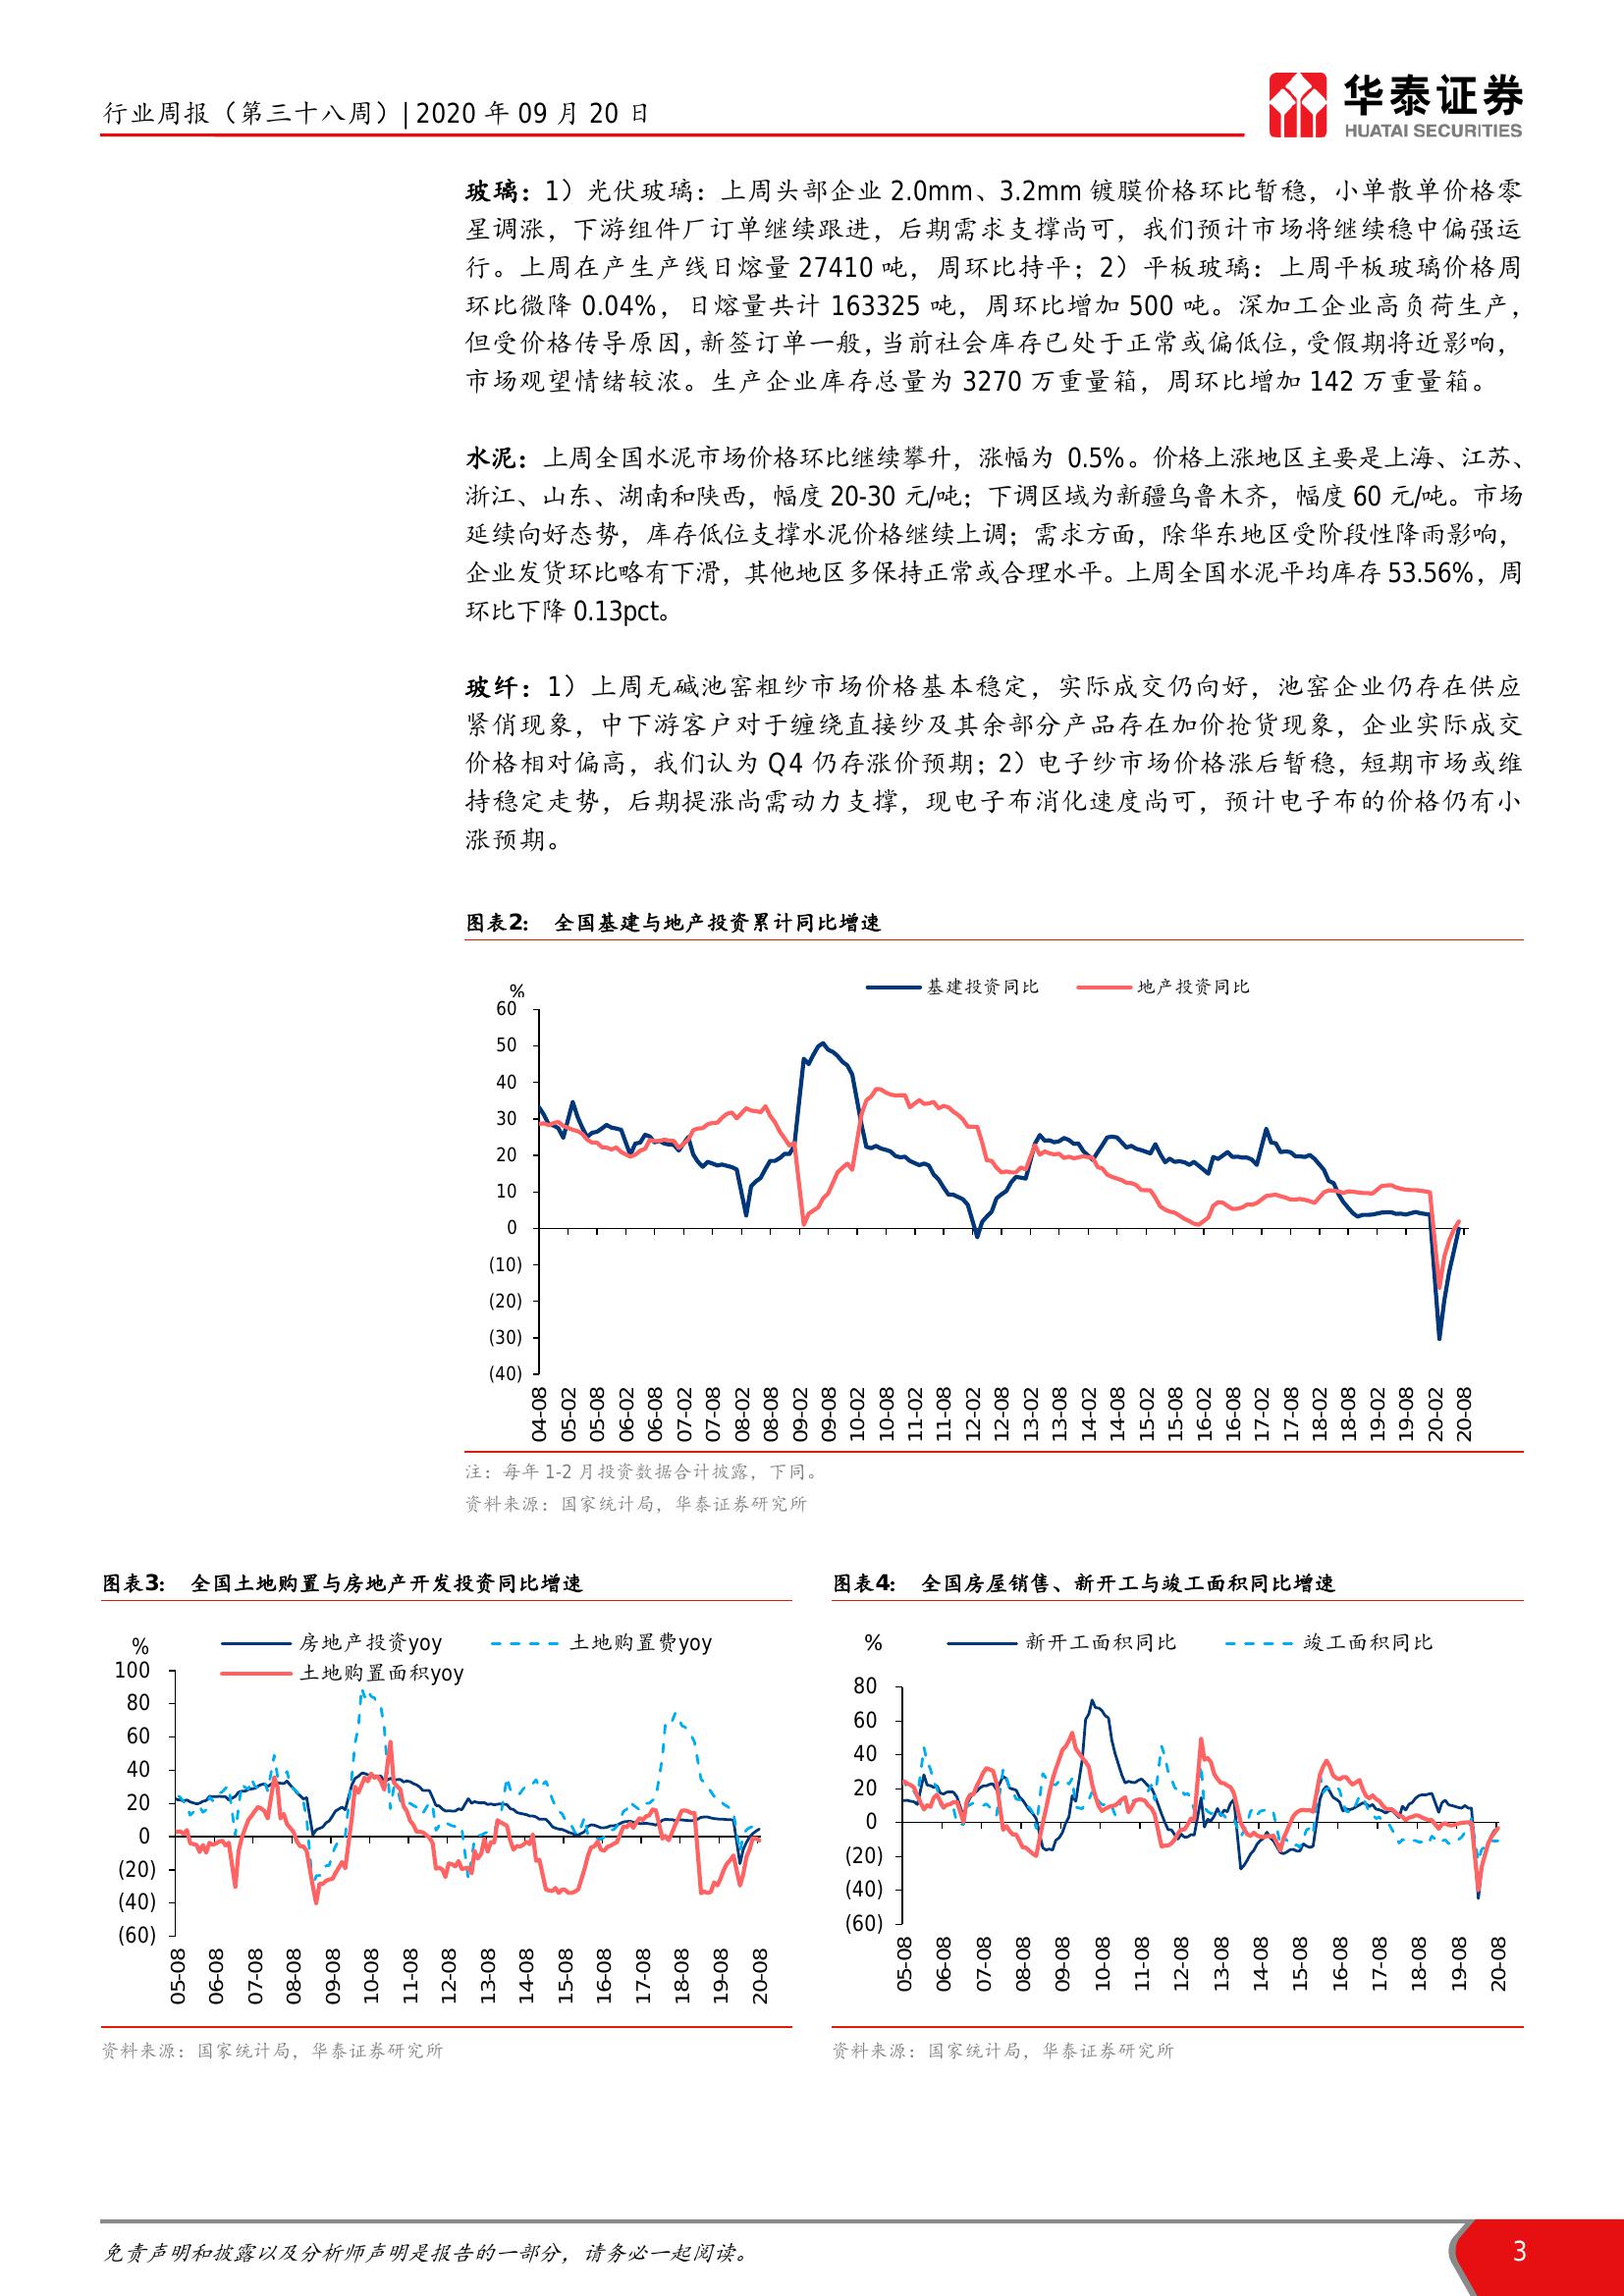 行业周报（第三十八周）|2020 年 09 月 20 日
华泰证券
HUATAI SECURITIES
玻璃：1）光伏玻璃：上周头部企业 2.0mm、3.2mm 镀膜价格环比暂稳，小单散单价格零
星调涨，下游组件厂订单继续跟进，后期需求支撑尚可，我们预计市场将继续稳中偏强运
行。上周在产生产线日熔量 27410 吨，周环比持平；2）平板玻璃：上周平板玻璃价格周
环比微降 0.04%，日熔量共计 163325 吨，周环比增加 500 吨。深加工企业高负荷生产，
但受价格传导原因，新签订单一般，当前社会库存已处于正常或偏低位，受假期将近影响，
市场观望情绪较浓。生产企业库存总量为 3270 万重量箱，周环比增加 142 万重量箱。
水泥：上周全国水泥市场价格环比继续攀升，涨幅为 0.5%。价格上涨地区主要是上海、江苏、
浙江、山东、湖南和陕西，幅度 20-30 元/吨；下调区域为新疆乌鲁木齐，幅度 60 元/吨。市场
延续向好态势，库存低位支撑水泥价格继续上调；需求方面，除华东地区受阶段性降雨影响，
企业发货环比略有下滑，其他地区多保持正常或合理水平。上周全国水泥平均库存 53.56%，周
环比下降 0.13pct。
玻纤：1）上周无碱池窑粗纱市场价格基本稳定，实际成交仍向好，池窑企业仍存在供应
紧俏现象，中下游客户对于缠绕直接纱及其余部分产品存在加价抢货现象，企业实际成交
价格相对偏高，我们认为 Q4 仍存涨价预期；2）电子纱市场价格涨后暂稳，短期市场或维
持稳定走势，后期提涨尚需动力支撑，现电子布消化速度尚可，预计电子布的价格仍有小
涨预期。
图表2： 全国基建与地产投资累计同比增速
% 基建投资同比 地产投资同比
60
50
40
30
20
10
0
(10)
(20)
(30)
(40)
04-08 05-02 05-08 06-02 06-08 07-02 07-08 08-02 08-08 09-02 09-08 10-02 10-08 11-02 11-08 12-02 12-08 13-02 13-08 14-02 14-08 15-02 15-08 16-02 16-08 17-02 17-08 18-02 18-08 19-02 19-08 20-02 20-08
注：每年 1-2 月投资数据合计披露，下同。
资料来源：国家统计局，华泰证券研究所
图表3： 全国土地购置与房地产开发投资同比增速
% 房地产投资yoy 土地购置费yoy
土地购置面积yoy
100
80
60
40
20
0
(20)
(40)
(60)
05-08 06-08 07-08 08-08 09-08 10-08 11-08 12-08 13-08 14-08 15-08 16-08 17-08 18-08 19-08 20-08
资料来源：国家统计局，华泰证券研究所
图表4： 全国房屋销售、新开工与竣工面积同比增速
% 新开工面积同比 竣工面积同比
80
60
40
20
0
(20)
(40)
(60)
05-08 06-08 07-08 08-08 09-08 10-08 11-08 12-08 13-08 14-08 15-08 16-08 17-08 18-08 19-08 20-08
资料来源：国家统计局，华泰证券研究所
免责声明和披露以及分析师声明是报告的一部分，请务必一起阅读。
3